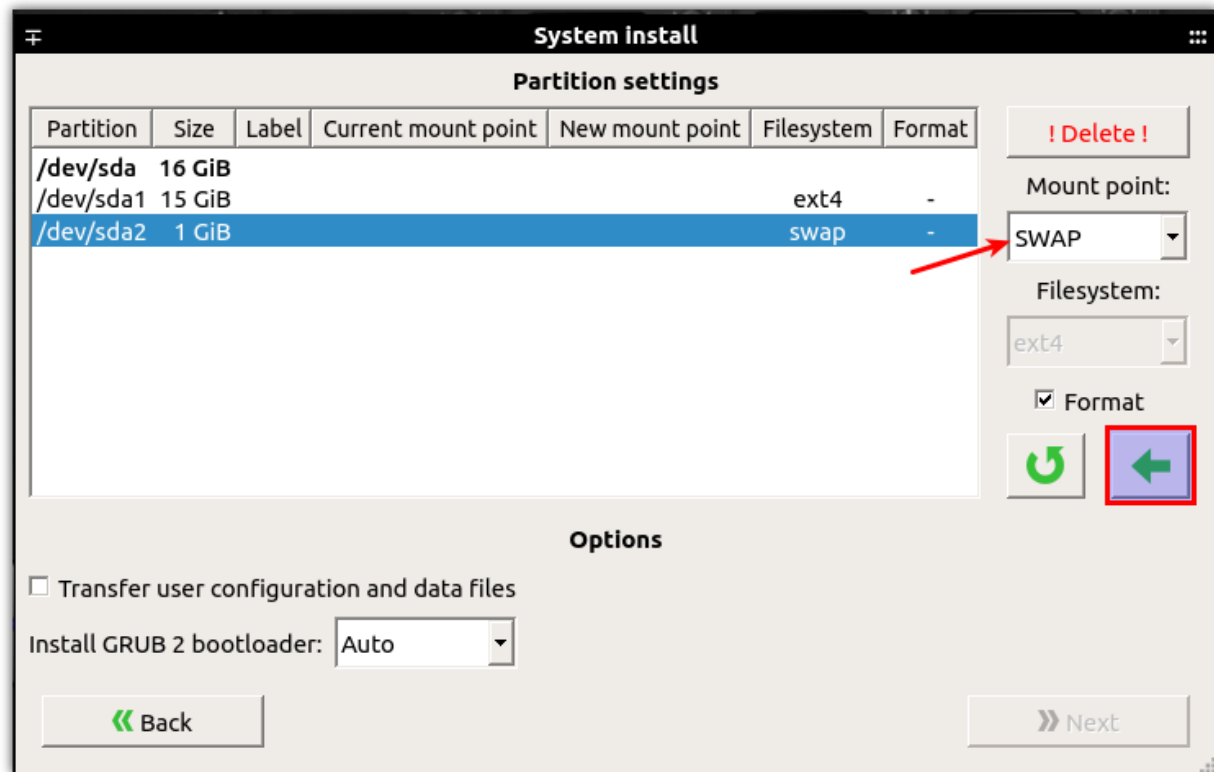 System install
Partition settings
Partition Size Label Current mount point New mount point Filesystem Format
/dev/sda 16 GiB
/dev/sda1 15 GiB ext4 -
/dev/sda2 1 GiB swap -
! Delete !
Mount point:
SWAP
Filesystem:
ext4
Format
Options
Transfer user configuration and data files
Install GRUB 2 bootloader: Auto
Back
Next